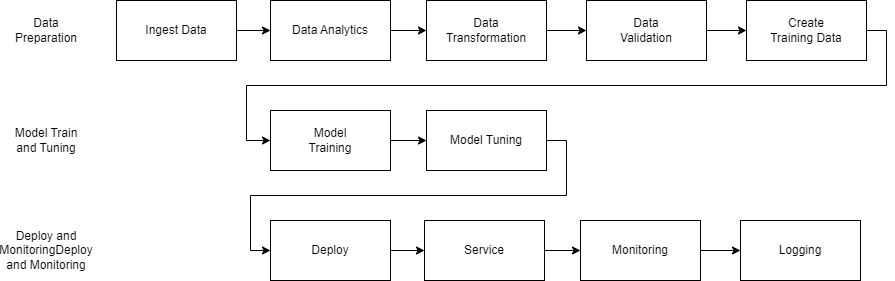 Data
Preparation
Ingest Data
Data Analytics
Data
Transformation
Data
Validation
Create
Training Data
Model Train
and Tuning
Model
Training
Model Tuning
Deploy and
MonitoringDeploy
and Monitoring
Deploy
Service
Monitoring
Logging